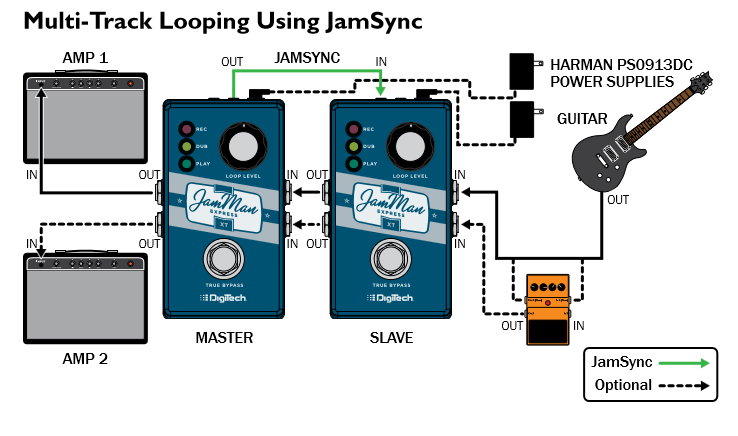 Multi-Track Looping Using JamSync
AMP 1
OUT
JAMSYNC
IN
HARMAN PS0913DC
POWER SUPPLIES
GUITAR
REC
DUB
PLAY
LOOP LEVEL
REC
DUB
PLAY
LOOP LEVEL
IN
OUT
IN
OUT
IN
OUT
JamMan
EXPRESS
XT
JamMan
EXPRESS
XT
IN
OUT
IN
OUT
IN
TRUE BYPASS
TRUE BYPASS
DigiTech
DigiTech
OUT
IN
AMP 2
MASTER
SLAVE
JamSync
Optional